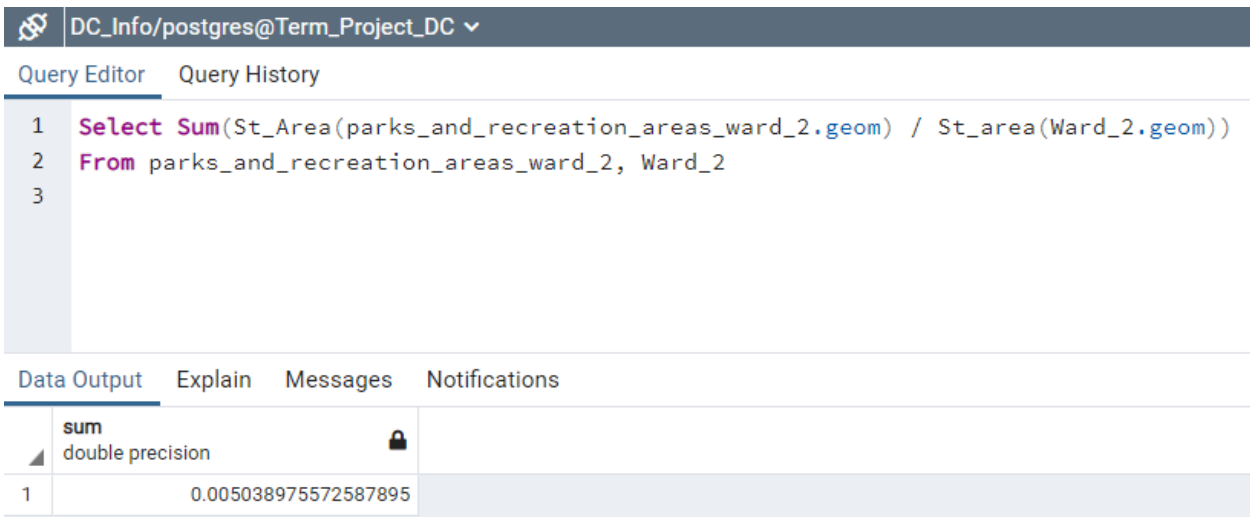 DC_Info/postgres@Term_Project_DC
Query Editor Query History
1 Select Sum(St_Area(parks_and_recreation_areas_ward_2.geom) / St_area(Ward_2.geom))
2 From parks_and_recreation_areas_ward_2, Ward_2
3
Data Output Explain Messages Notifications
sum
double precision
1 0.005038975572587895